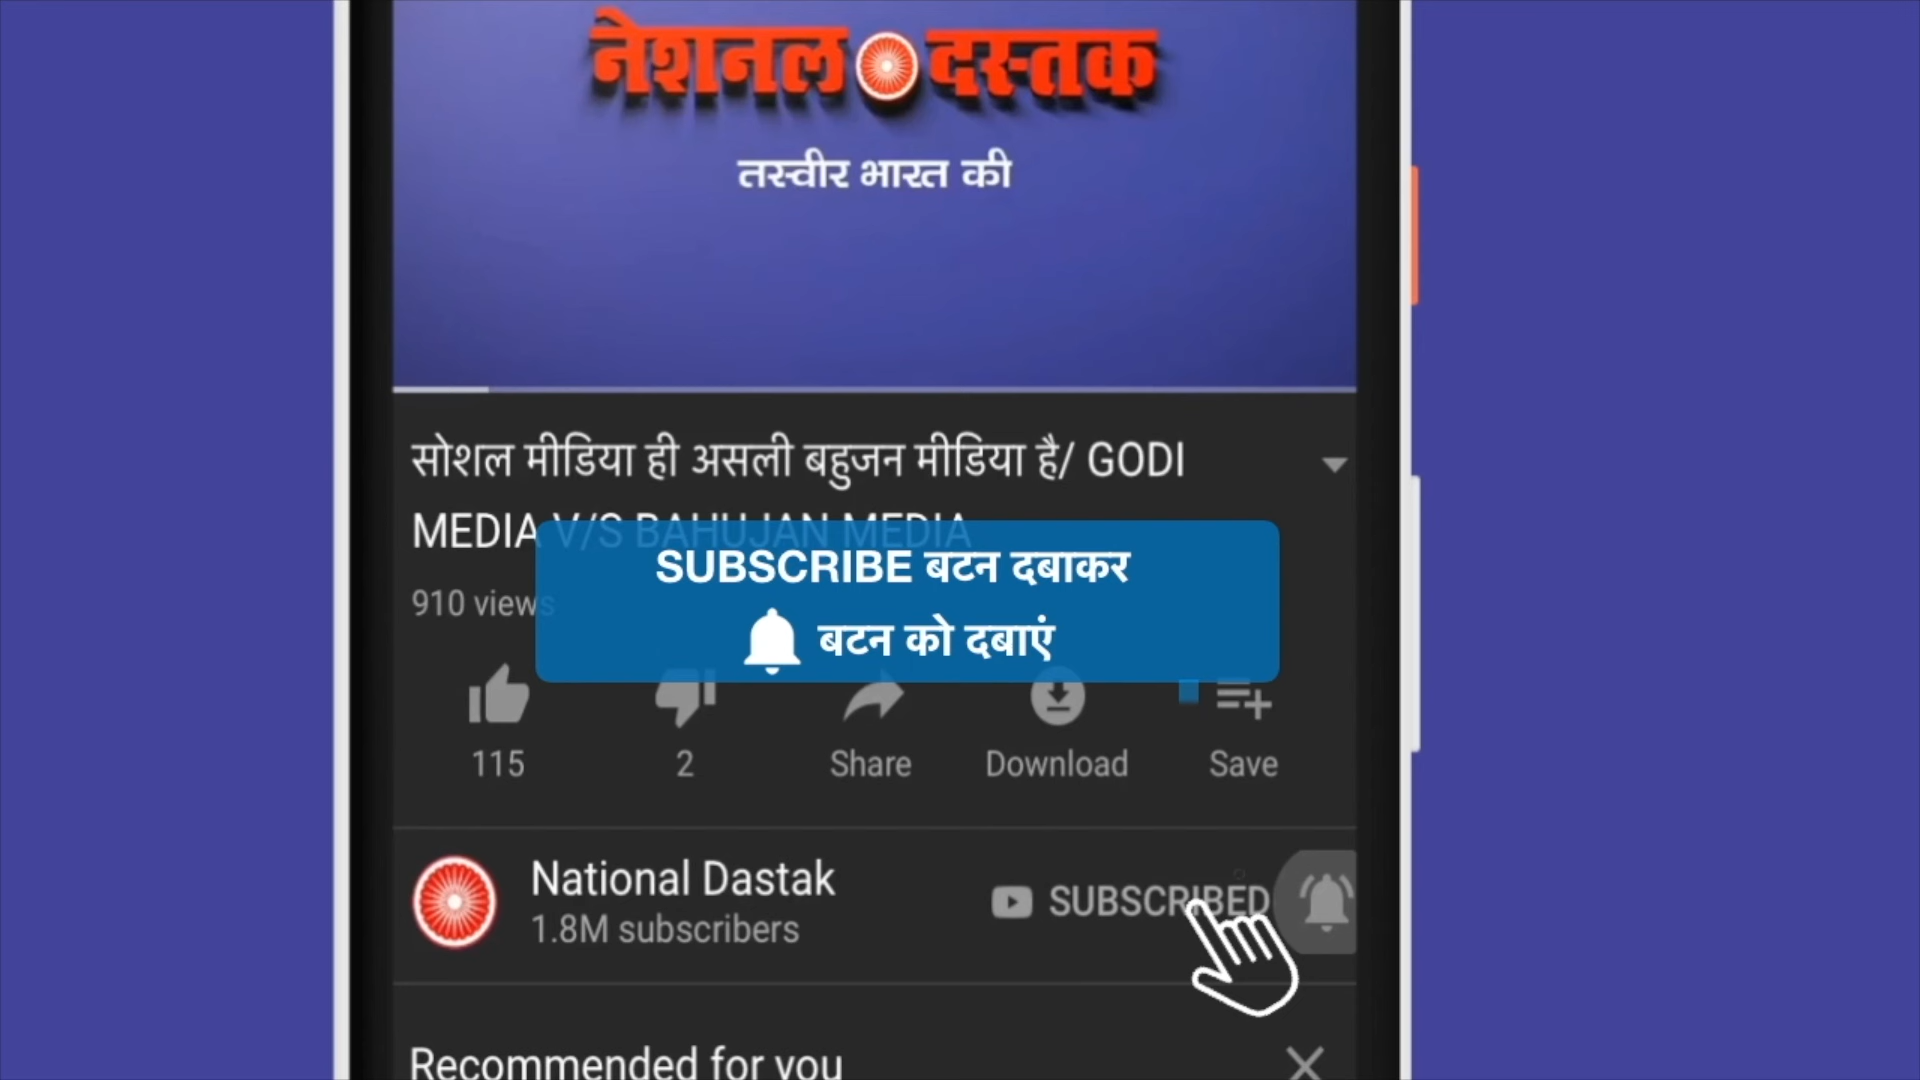 नेशनल दस्तक
तस्वीर भारत की
सोशल मीडिया ही असली बहुजन मीडिया है/ GODI
MEDIA V/S BAHUJAN MEDIA
SUBSCRIBE बटन दबाकर
बटन को दबाएं
910 views
115
2
Share
Download
Save
National Dastak
1.8M subscribers
SUBSCRIBED
Recommended for you